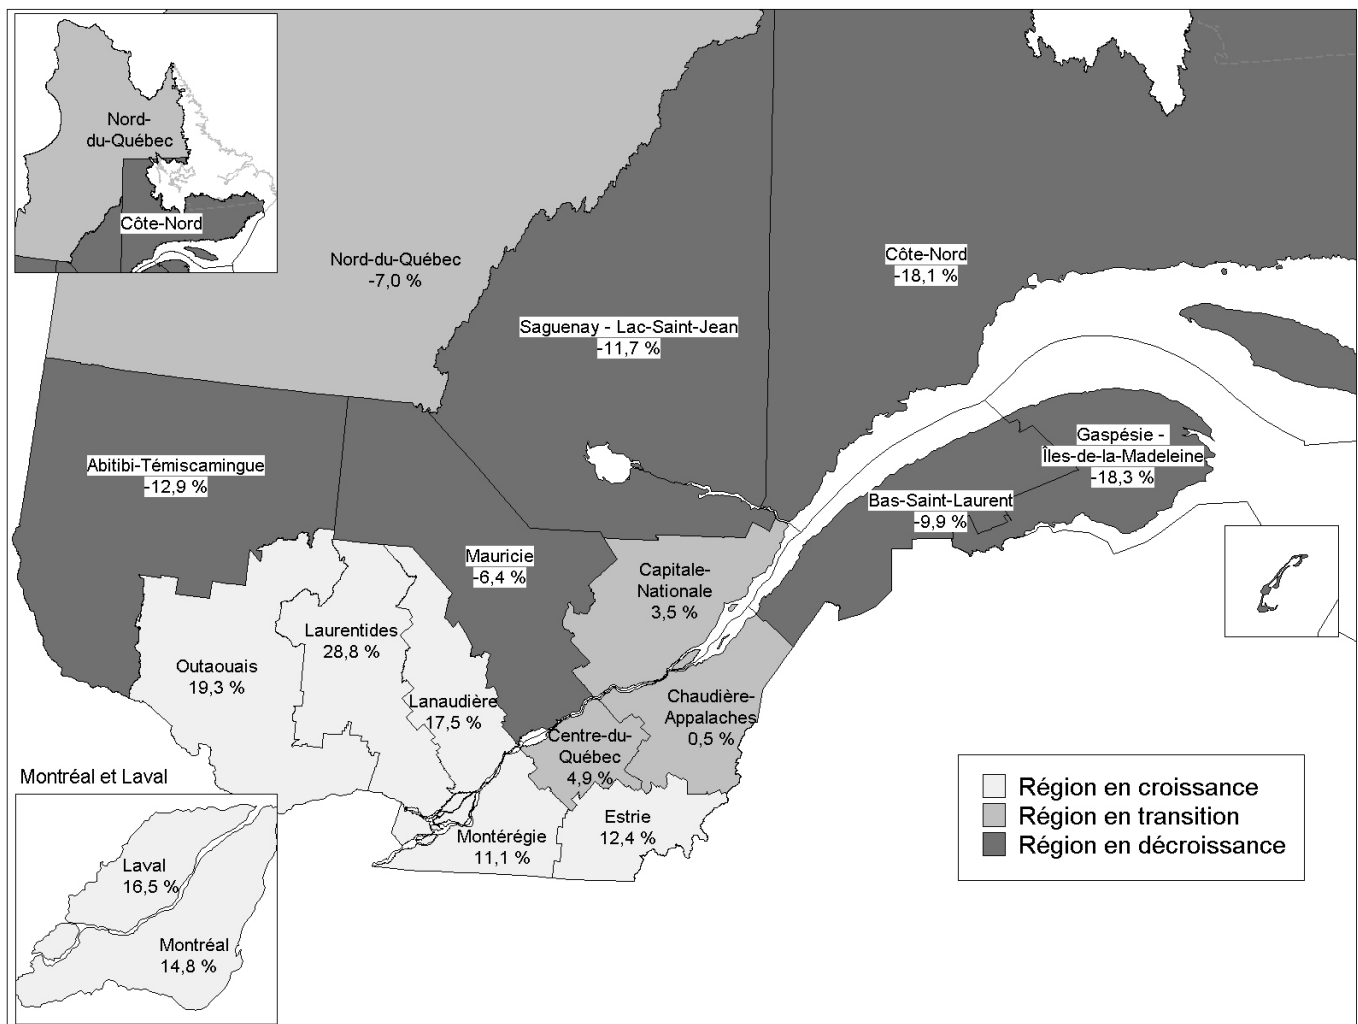 Nord-
du-Québec
Côte-Nord
Nord-du-Québec
-7,0 %
Côte-Nord
-18,1 %
Saguenay - Lac-Saint-Jean
-11,7 %
Abitibi-Témiscamingue
-12,9 %
Gaspésie -
Îles-de-la-Madeleine
-18,3 %
Bas-Saint-Laurent
-9,9 %
Mauricie
-6,4 %
Capitale-
Nationale
3,5 %
Laurentides
28,8 %
Outaouais
19,3 %
Lanaudière
17,5 %
Chaudière-
Appalaches
0,5 %
Centre-du-
Québec
4,9 %
Estrie
12,4 %
Montérégie
11,1 %
Montréal et Laval
Laval
16,5 %
Montréal
14,8 %
Région en croissance
Région en transition
Région en décroissance